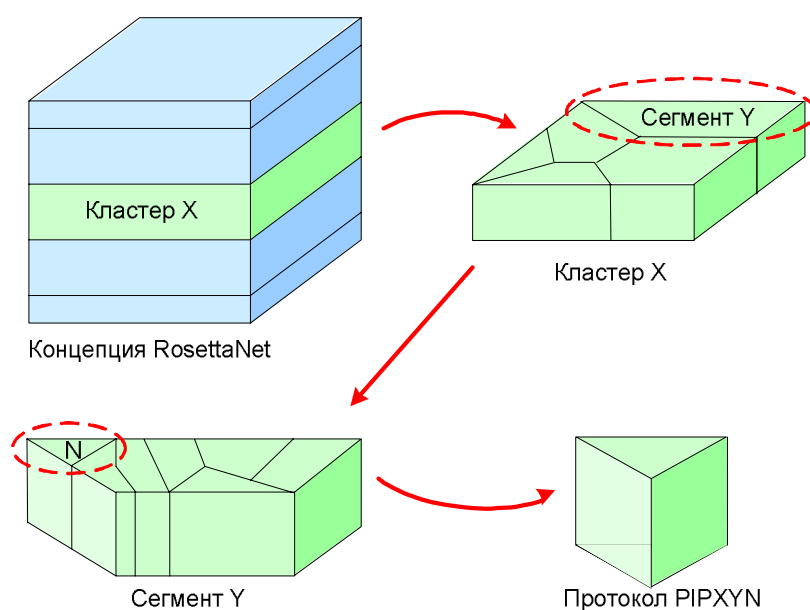 Сегмент Y
Кластер X
Кластер X
Концепция RosettaNet
N
Сегмент Y
Протокол PIPXYN